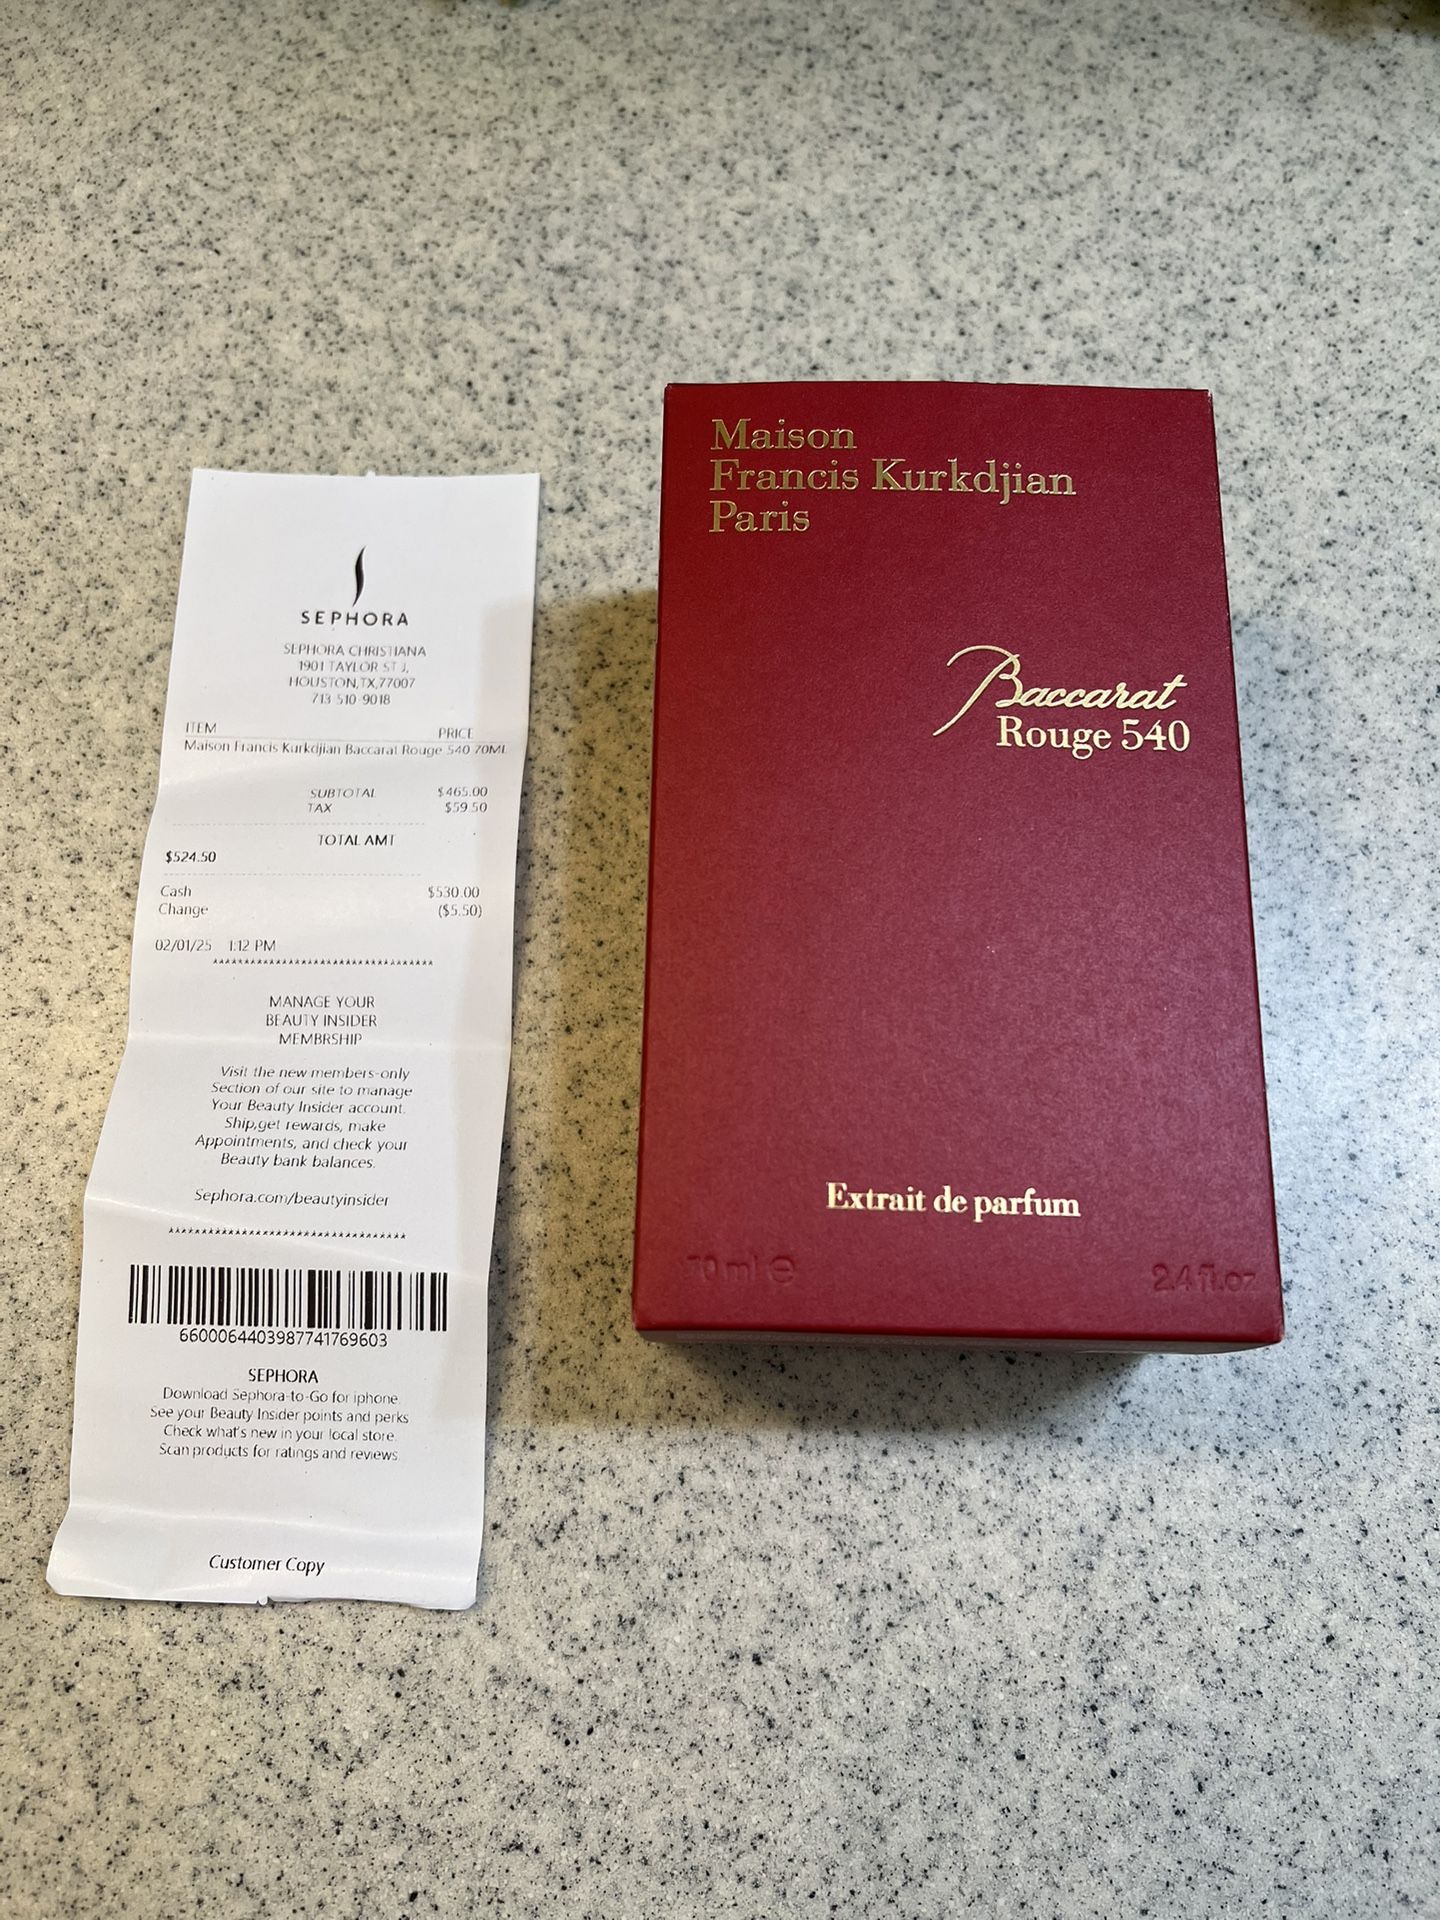 SEPHORA
SEPHORA CHRISTIANA
1901 TAYLOR ST J,
HOUSTON,TX,77007
713-510-9018
ITEM PRICE
Maison Francis Kurkdjian Baccarat Rouge 540 70ML
SUBTOTAL $465.00
TAX $59.50
TOTAL AMT
$524.50
Cash $530.00
Change ($5.50)
02/01/25 1:12 PM
***********************************
MANAGE YOUR
BEAUTY INSIDER
MEMBRSHIP
Visit the new members-only
Section of our site to manage
Your Beauty Insider account.
Ship,get rewards, make
Appointments, and check your
Beauty bank balances.
Sephora.com/beautyinsider
***********************************
6600064403987741769603
SEPHORA
Download Sephora-to-Go for iphone
See your Beauty Insider points and perks
Check what's new in your local store.
Scan products for ratings and reviews
Customer Copy
Maison
Francis Kurkdjian
Paris
Baccarat
Rouge 540
Extrait de parfum
70 ml ℮ 2.4 fl.oz